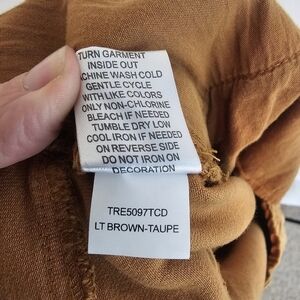 TURN GARMENT
INSIDE OUT
CHINE WASH COLD
GENTLE CYCLE
WITH LIKE COLORS
ONLY NON-CHLORINE
BLEACH IF NEEDED
TUMBLE DRY LOW
COOL IRON IF NEEDED
ON REVERSE SIDE
DO NOT IRON ON
DECORATION
TRE5097TCD
LT BROWN-TAUPE